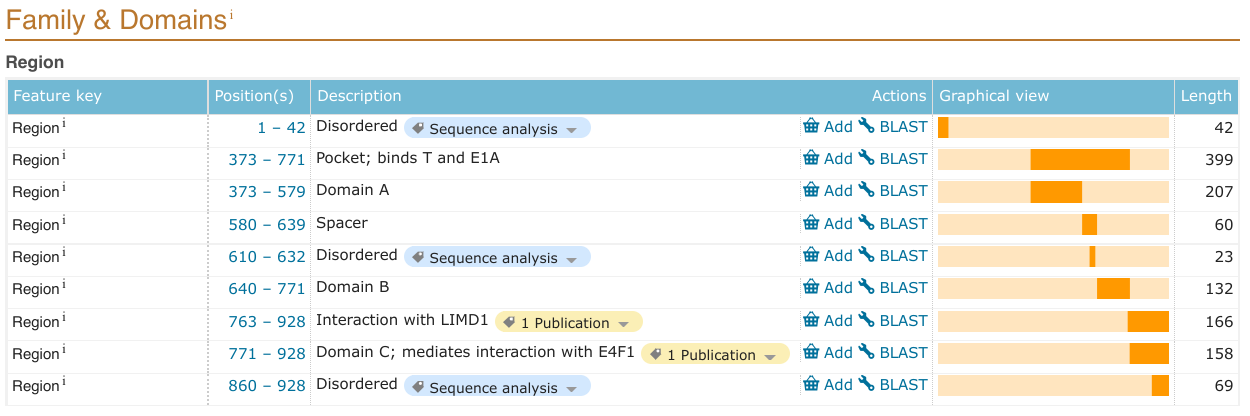 Family & Domains i
Region
Feature key Position(s) Description Actions Graphical view Length
Region i 1 – 42 Disordered Sequence analysis Add BLAST 42
Region i 373 – 771 Pocket; binds T and E1A Add BLAST 399
Region i 373 – 579 Domain A Add BLAST 207
Region i 580 – 639 Spacer Add BLAST 60
Region i 610 – 632 Disordered Sequence analysis Add BLAST 23
Region i 640 – 771 Domain B Add BLAST 132
Region i 763 – 928 Interaction with LIMD1 1 Publication Add BLAST 166
Region i 771 – 928 Domain C; mediates interaction with E4F1 1 Publication Add BLAST 158
Region i 860 – 928 Disordered Sequence analysis Add BLAST 69